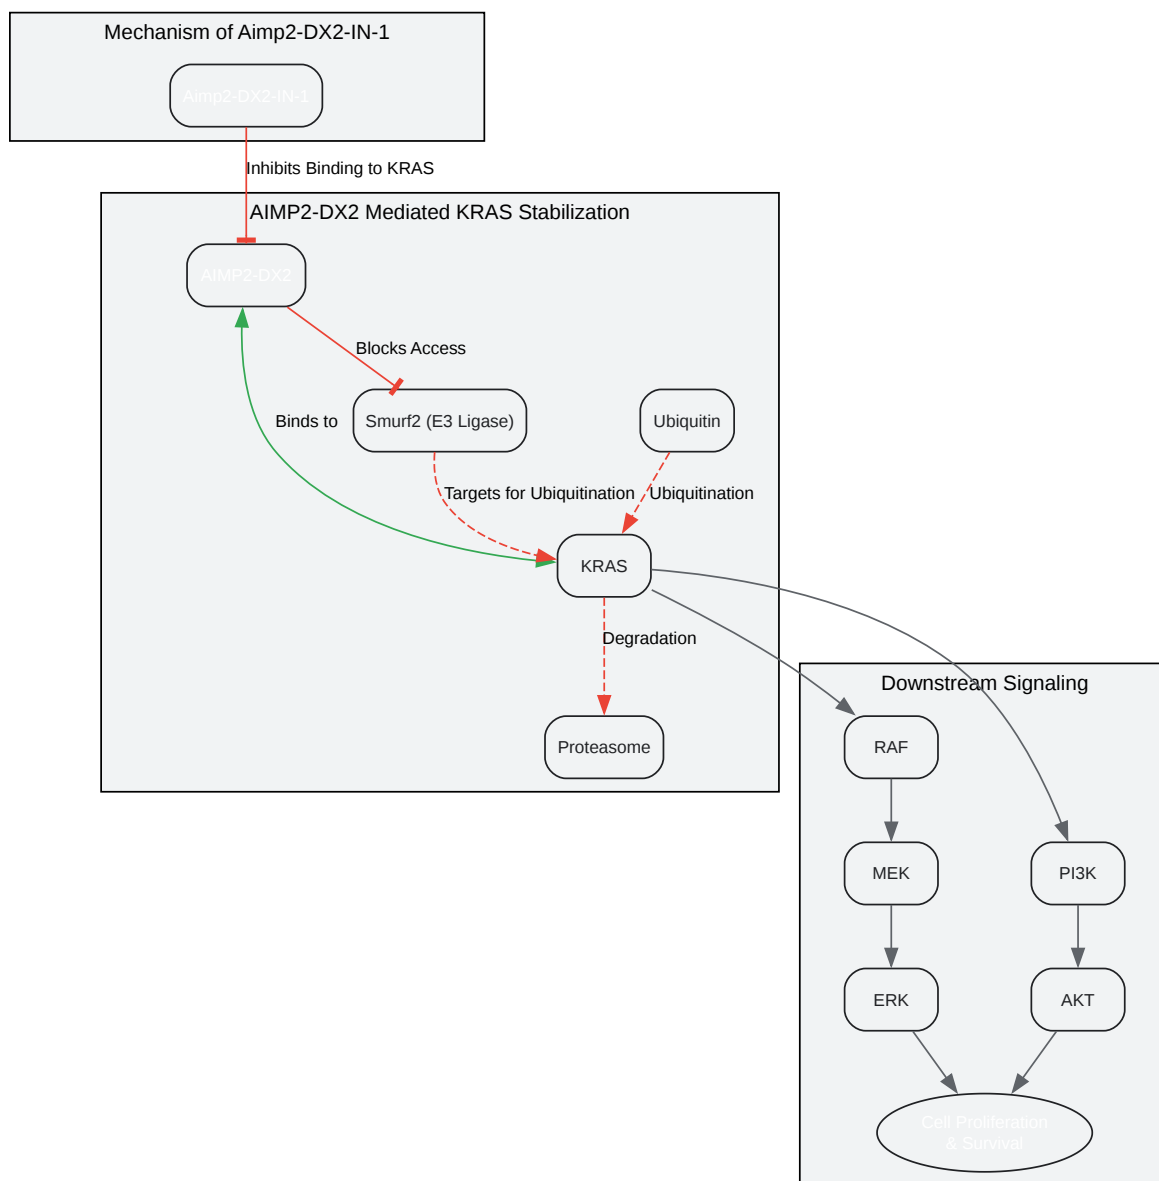 Mechanism of Aimp2-DX2-IN-1
Aimp2-DX2-IN-1
Inhibits Binding to KRAS
AIMP2-DX2 Mediated KRAS Stabilization
AIMP2-DX2
Blocks Access
Binds to
Smurf2 (E3 Ligase)
Ubiquitin
Targets for Ubiquitination
Ubiquitination
KRAS
Degradation
Proteasome
Downstream Signaling
RAF
MEK
PI3K
ERK
AKT
Cell Proliferation
& Survival